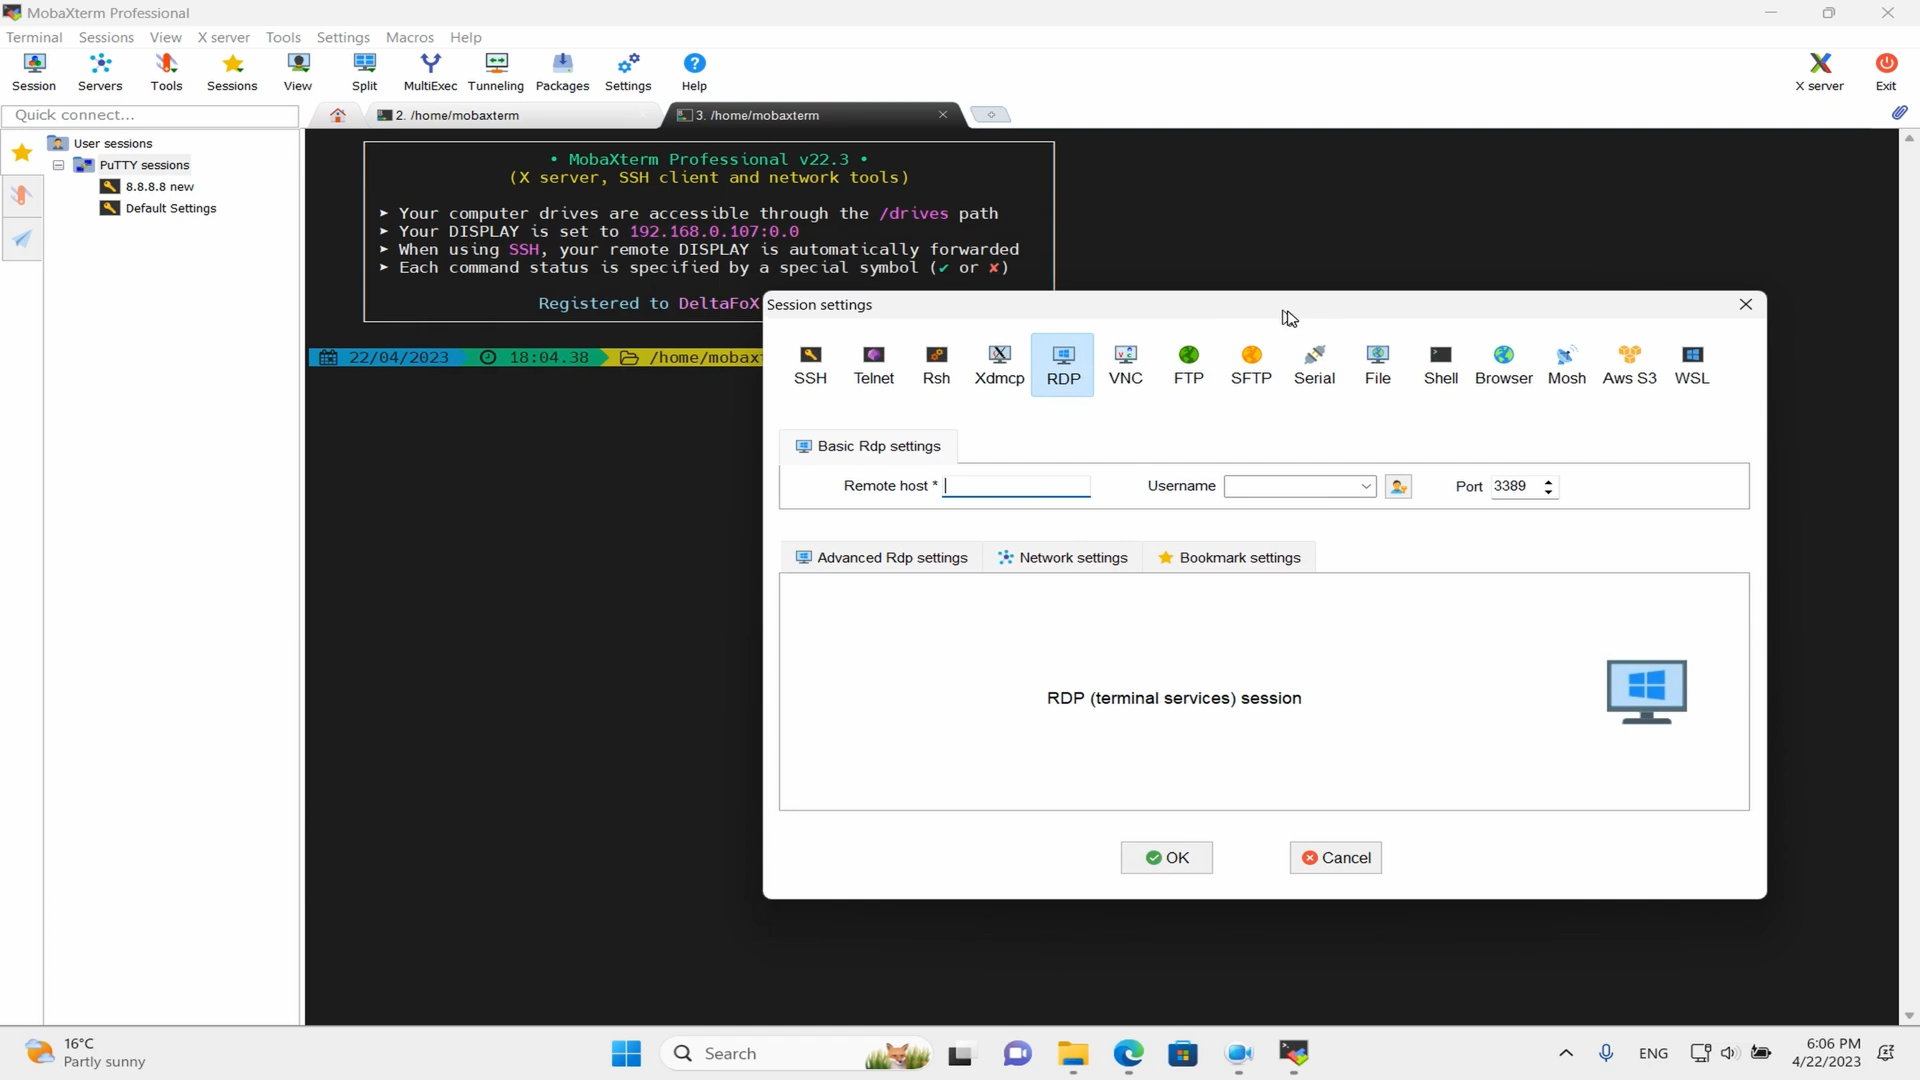 MobaXterm Professional
Terminal Sessions View X server Tools Settings Macros Help
Session Servers Tools Sessions View Split MultiExec Tunneling Packages Settings Help X server Exit
Quick connect...
2. /home/mobaxterm
3. /home/mobaxterm
User sessions
PuTTY sessions
8.8.8.8 new
Default Settings
• MobaXterm Professional v22.3 •
(X server, SSH client and network tools)
➤ Your computer drives are accessible through the /drives path
➤ Your DISPLAY is set to 192.168.0.107:0.0
➤ When using SSH, your remote DISPLAY is automatically forwarded
➤ Each command status is specified by a special symbol (✔ or ✘)
Registered to DeltaFoX
22/04/2023 18:04.38 /home/mobax
Session settings
SSH Telnet Rsh Xdmcp RDP VNC FTP SFTP Serial File Shell Browser Mosh Aws S3 WSL
Basic Rdp settings
Remote host * Username Port 3389
Advanced Rdp settings Network settings Bookmark settings
RDP (terminal services) session
OK Cancel
16°C
Partly sunny
Search
ENG
6:06 PM
4/22/2023